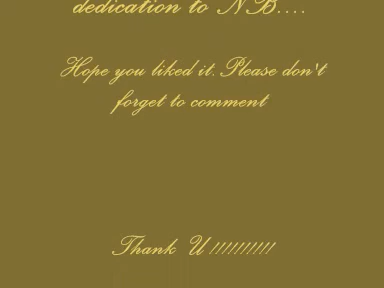 dedication to NB....
Hope you liked it. Please don't
forget to comment
Thank U!!!!!!!!!!